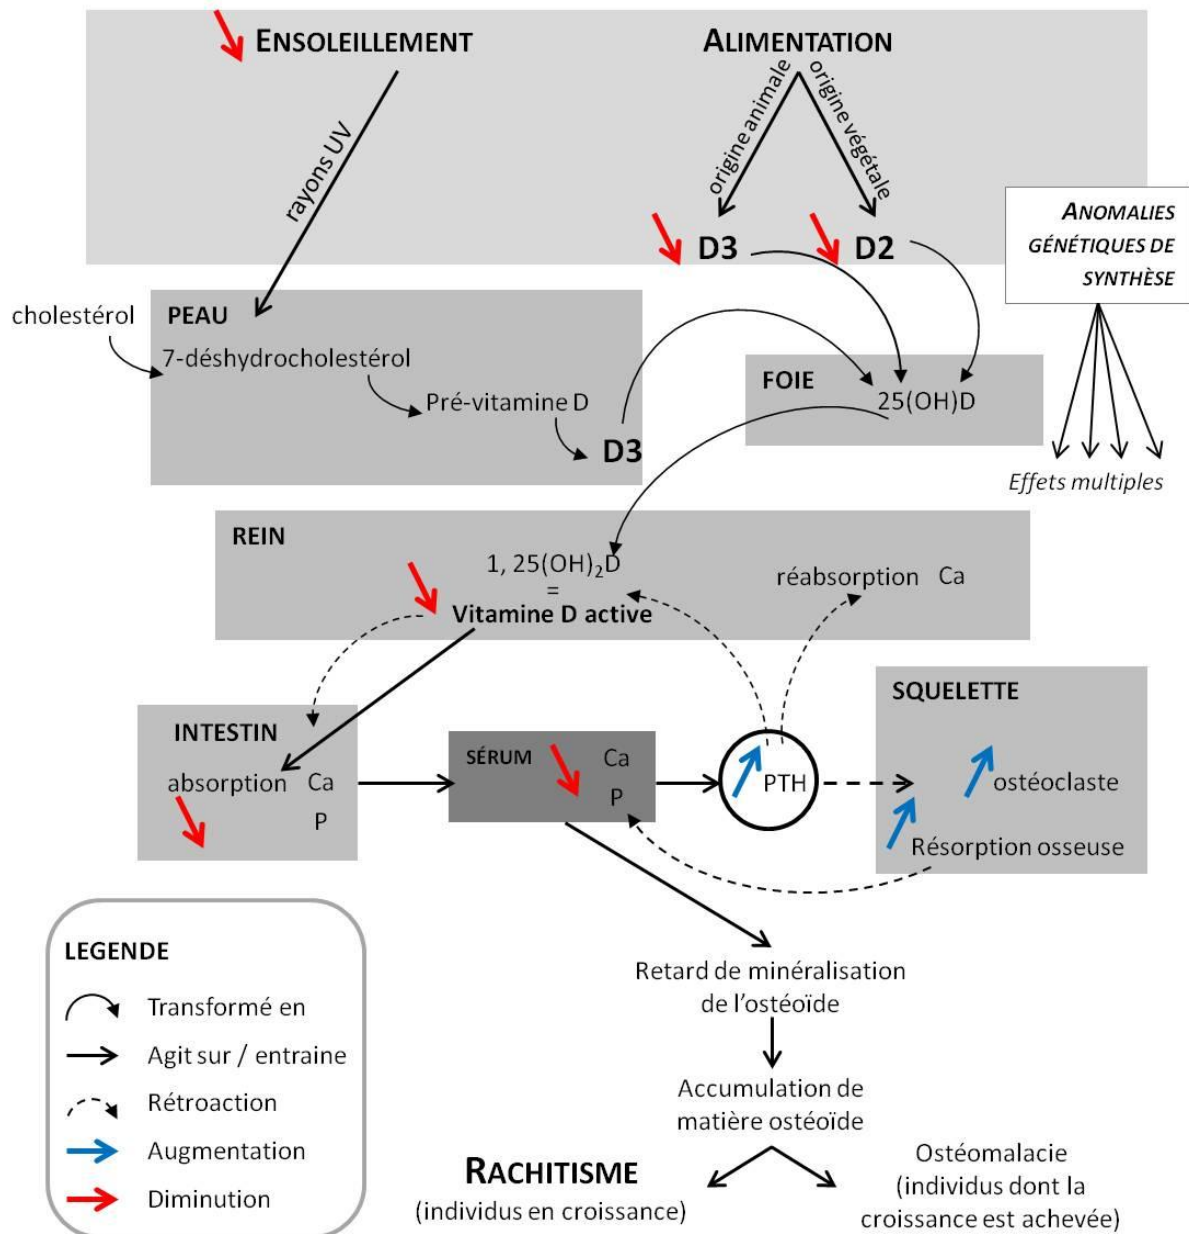 ENSOLEILLEMENT
ALIMENTATION
rayons UV
origine animale
origine végétale
D3
D2
ANOMALIES
GÉNÉTIQUES DE
SYNTHÈSE
Effets multiples
cholestérol
PEAU
7-déshydrocholestérol
Pré-vitamine D
D3
FOIE
25(OH)D
REIN
1, 25(OH)₂D
=
Vitamine D active
réabsorption Ca
INTESTIN
absorption Ca
P
SÉRUM
Ca
P
PTH
SQUELETTE
ostéoclaste
Résorption osseuse
Retard de minéralisation
de l'ostéoïde
Accumulation de
matière ostéoïde
RACHITISME
(individus en croissance)
Ostéomalacie
(individus dont la
croissance est achevée)
LEGENDE
Transformé en
Agit sur / entraine
Rétroaction
Augmentation
Diminution